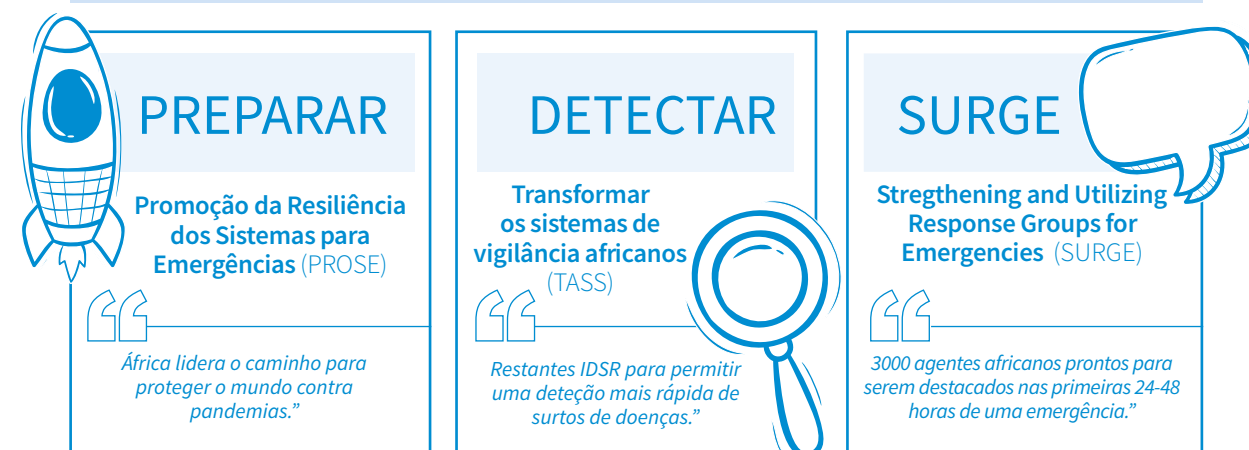 PREPARAR
Promoção da Resiliência
dos Sistemas para
Emergências (PROSE)
África lidera o caminho para
proteger o mundo contra
pandemias.”
DETECTAR
Transformar
os sistemas de
vigilância africanos
(TASS)
Restantes IDSR para permitir
uma deteção mais rápida de
surtos de doenças.”
SURGE
Stregthening and Utilizing
Response Groups for
Emergencies (SURGE)
3000 agentes africanos prontos para
serem destacados nas primeiras 24-48
horas de uma emergência.”